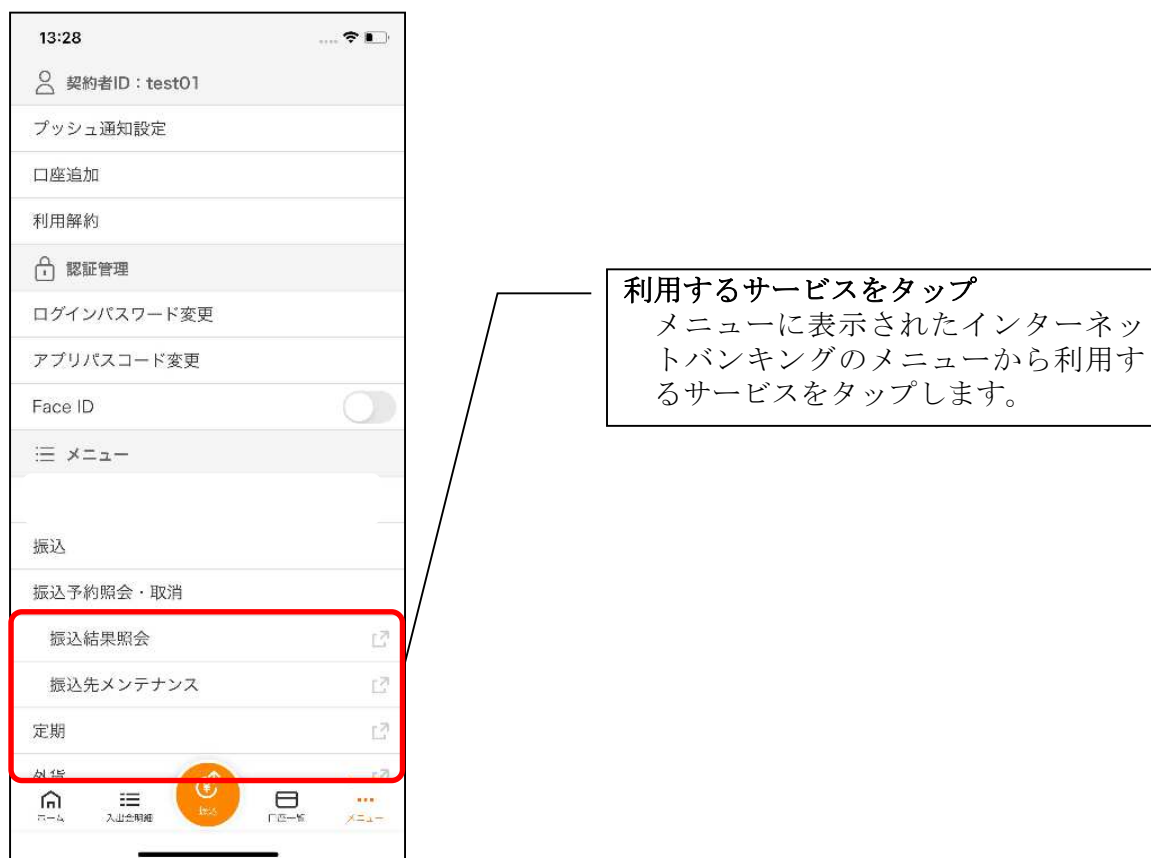 13:28
契約者ID：test01
プッシュ通知設定
口座追加
利用解約
認証管理
ログインパスワード変更
アプリパスコード変更
Face ID
メニュー
振込
振込予約照会・取消
振込結果照会
振込先メンテナンス
定期
外貨
ホーム
入出金明細
振込
口座一覧
メニュー
利用するサービスをタップ
メニューに表示されたインターネッ
トバンキングのメニューから利用す
るサービスをタップします。